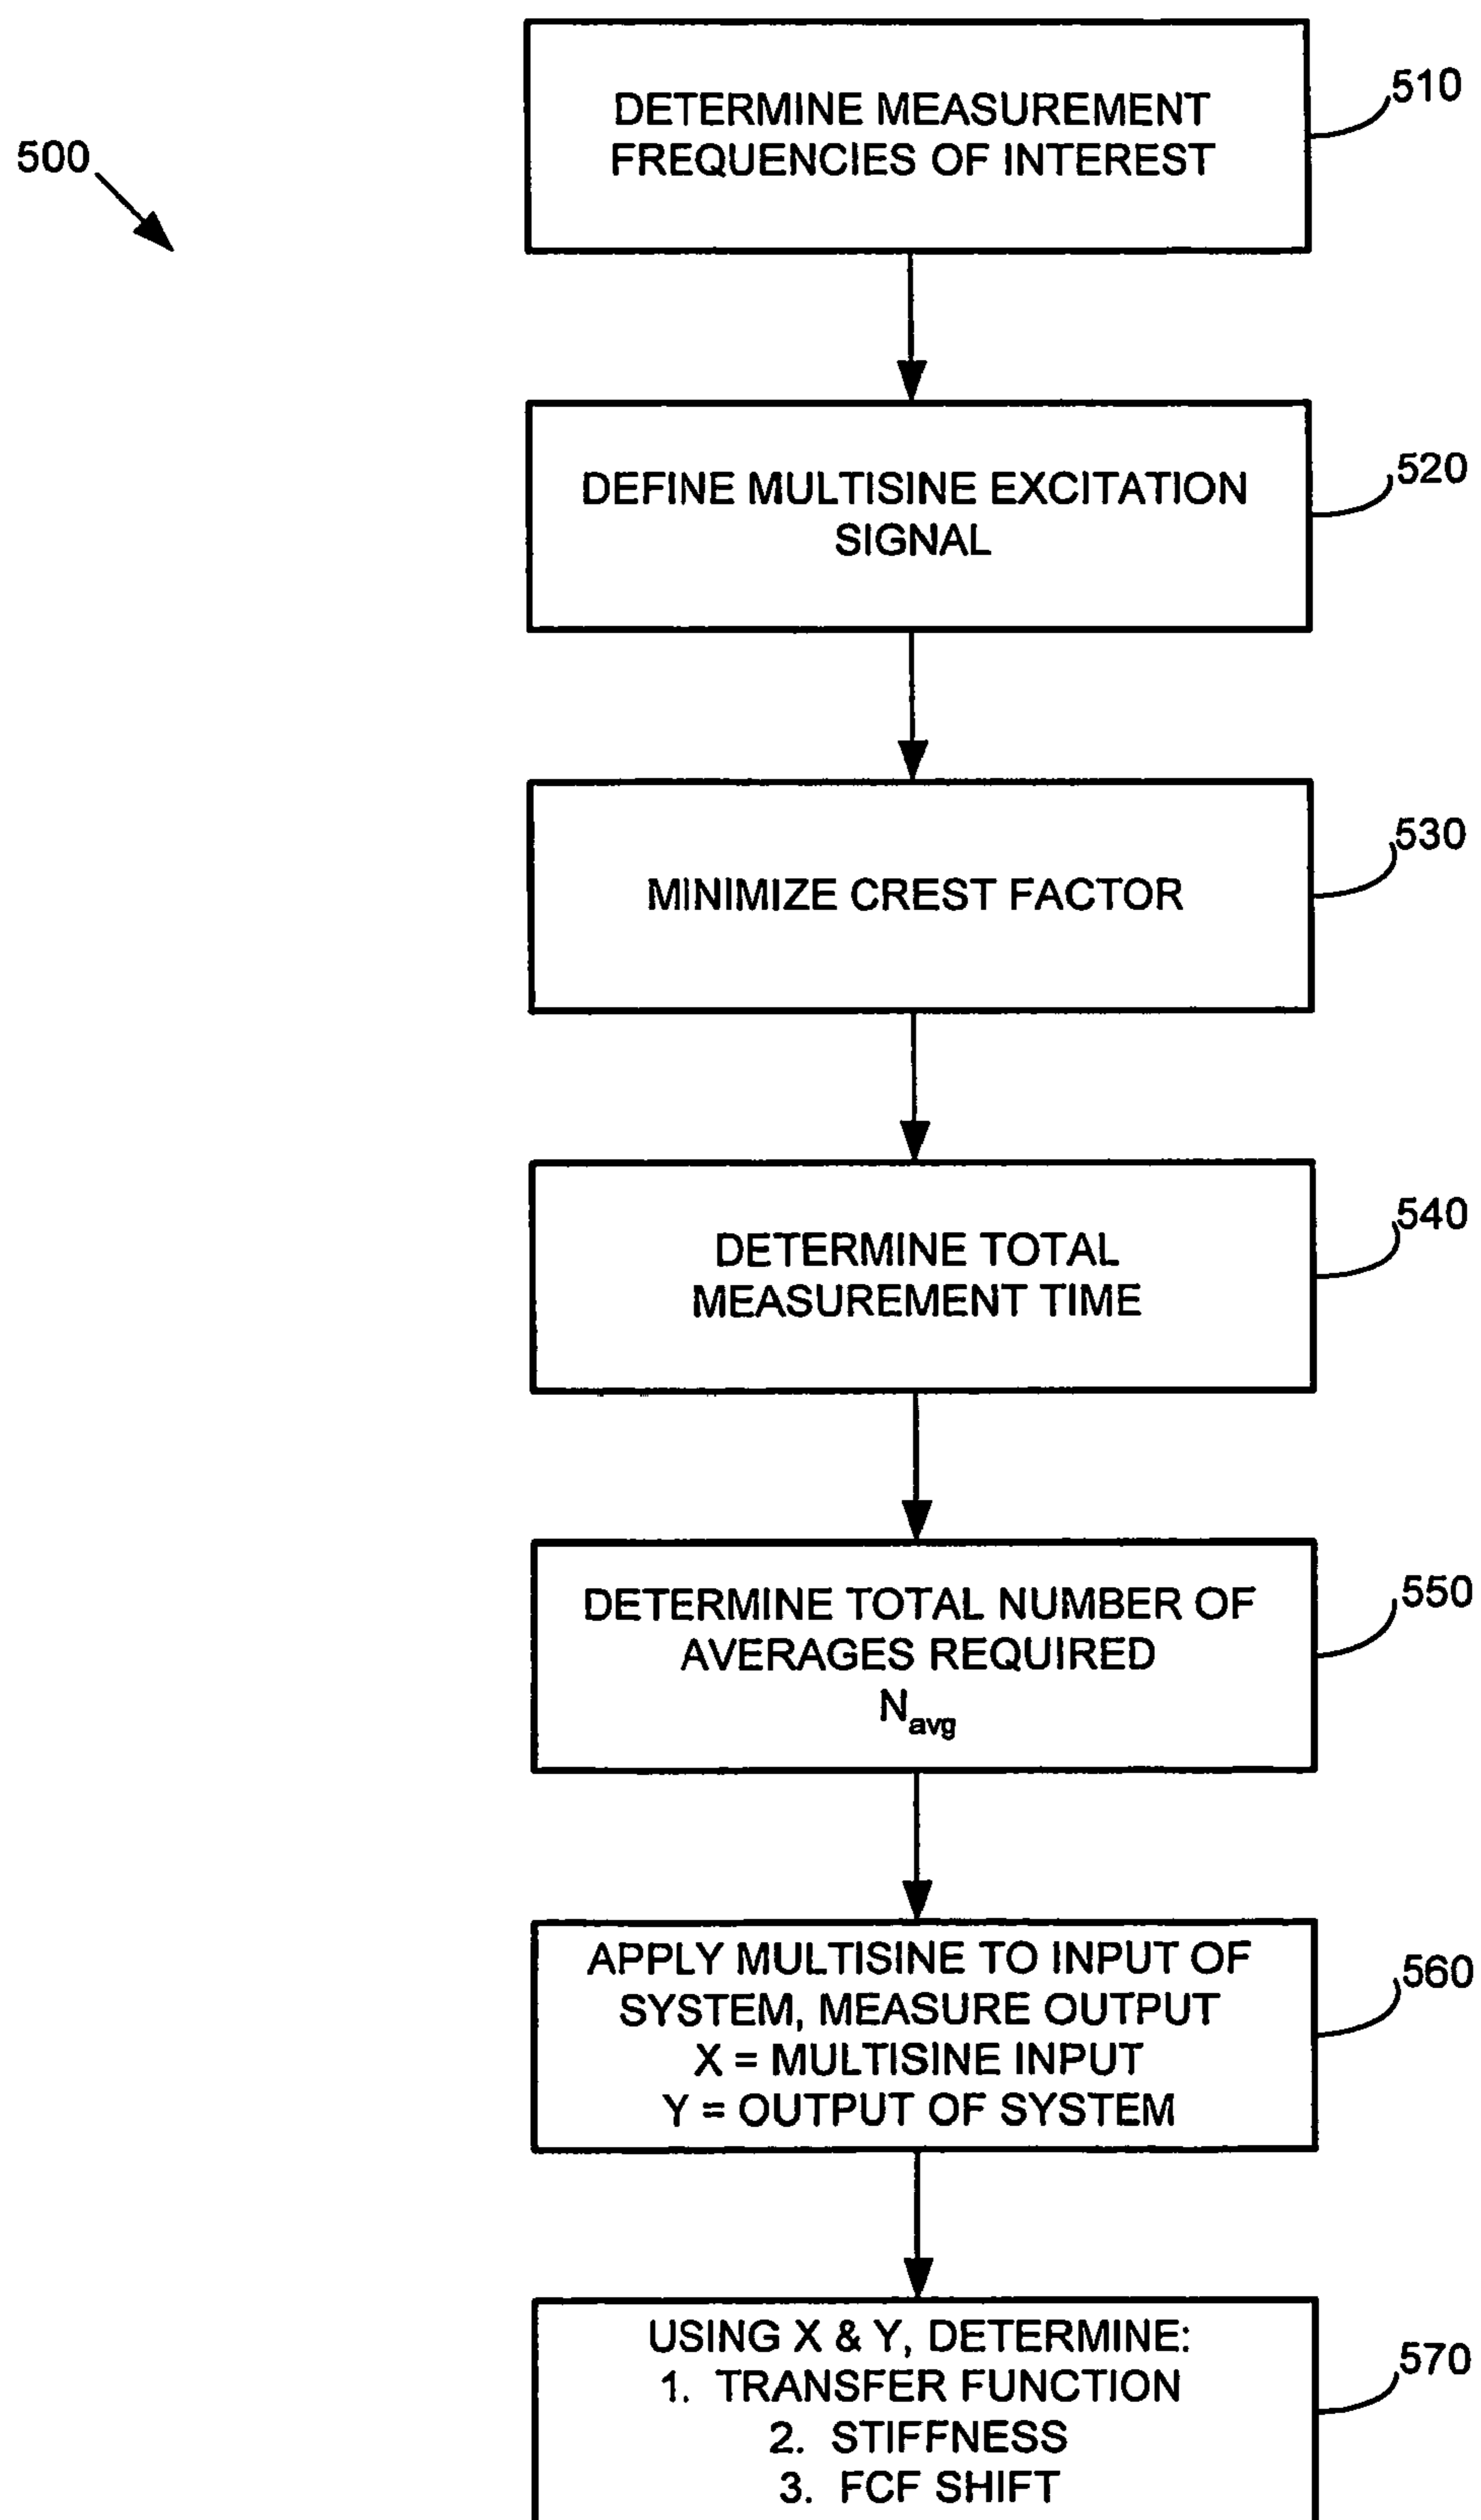 500
DETERMINE MEASUREMENT
FREQUENCIES OF INTEREST
510
DEFINE MULTISINE EXCITATION
SIGNAL
520
MINIMIZE CREST FACTOR
530
DETERMINE TOTAL
MEASUREMENT TIME
540
DETERMINE TOTAL NUMBER OF
AVERAGES REQUIRED
Navg
550
APPLY MULTISINE TO INPUT OF
SYSTEM, MEASURE OUTPUT
X = MULTISINE INPUT
Y = OUTPUT OF SYSTEM
560
USING X & Y, DETERMINE:
1. TRANSFER FUNCTION
2. STIFFNESS
3. FCF SHIFT
570